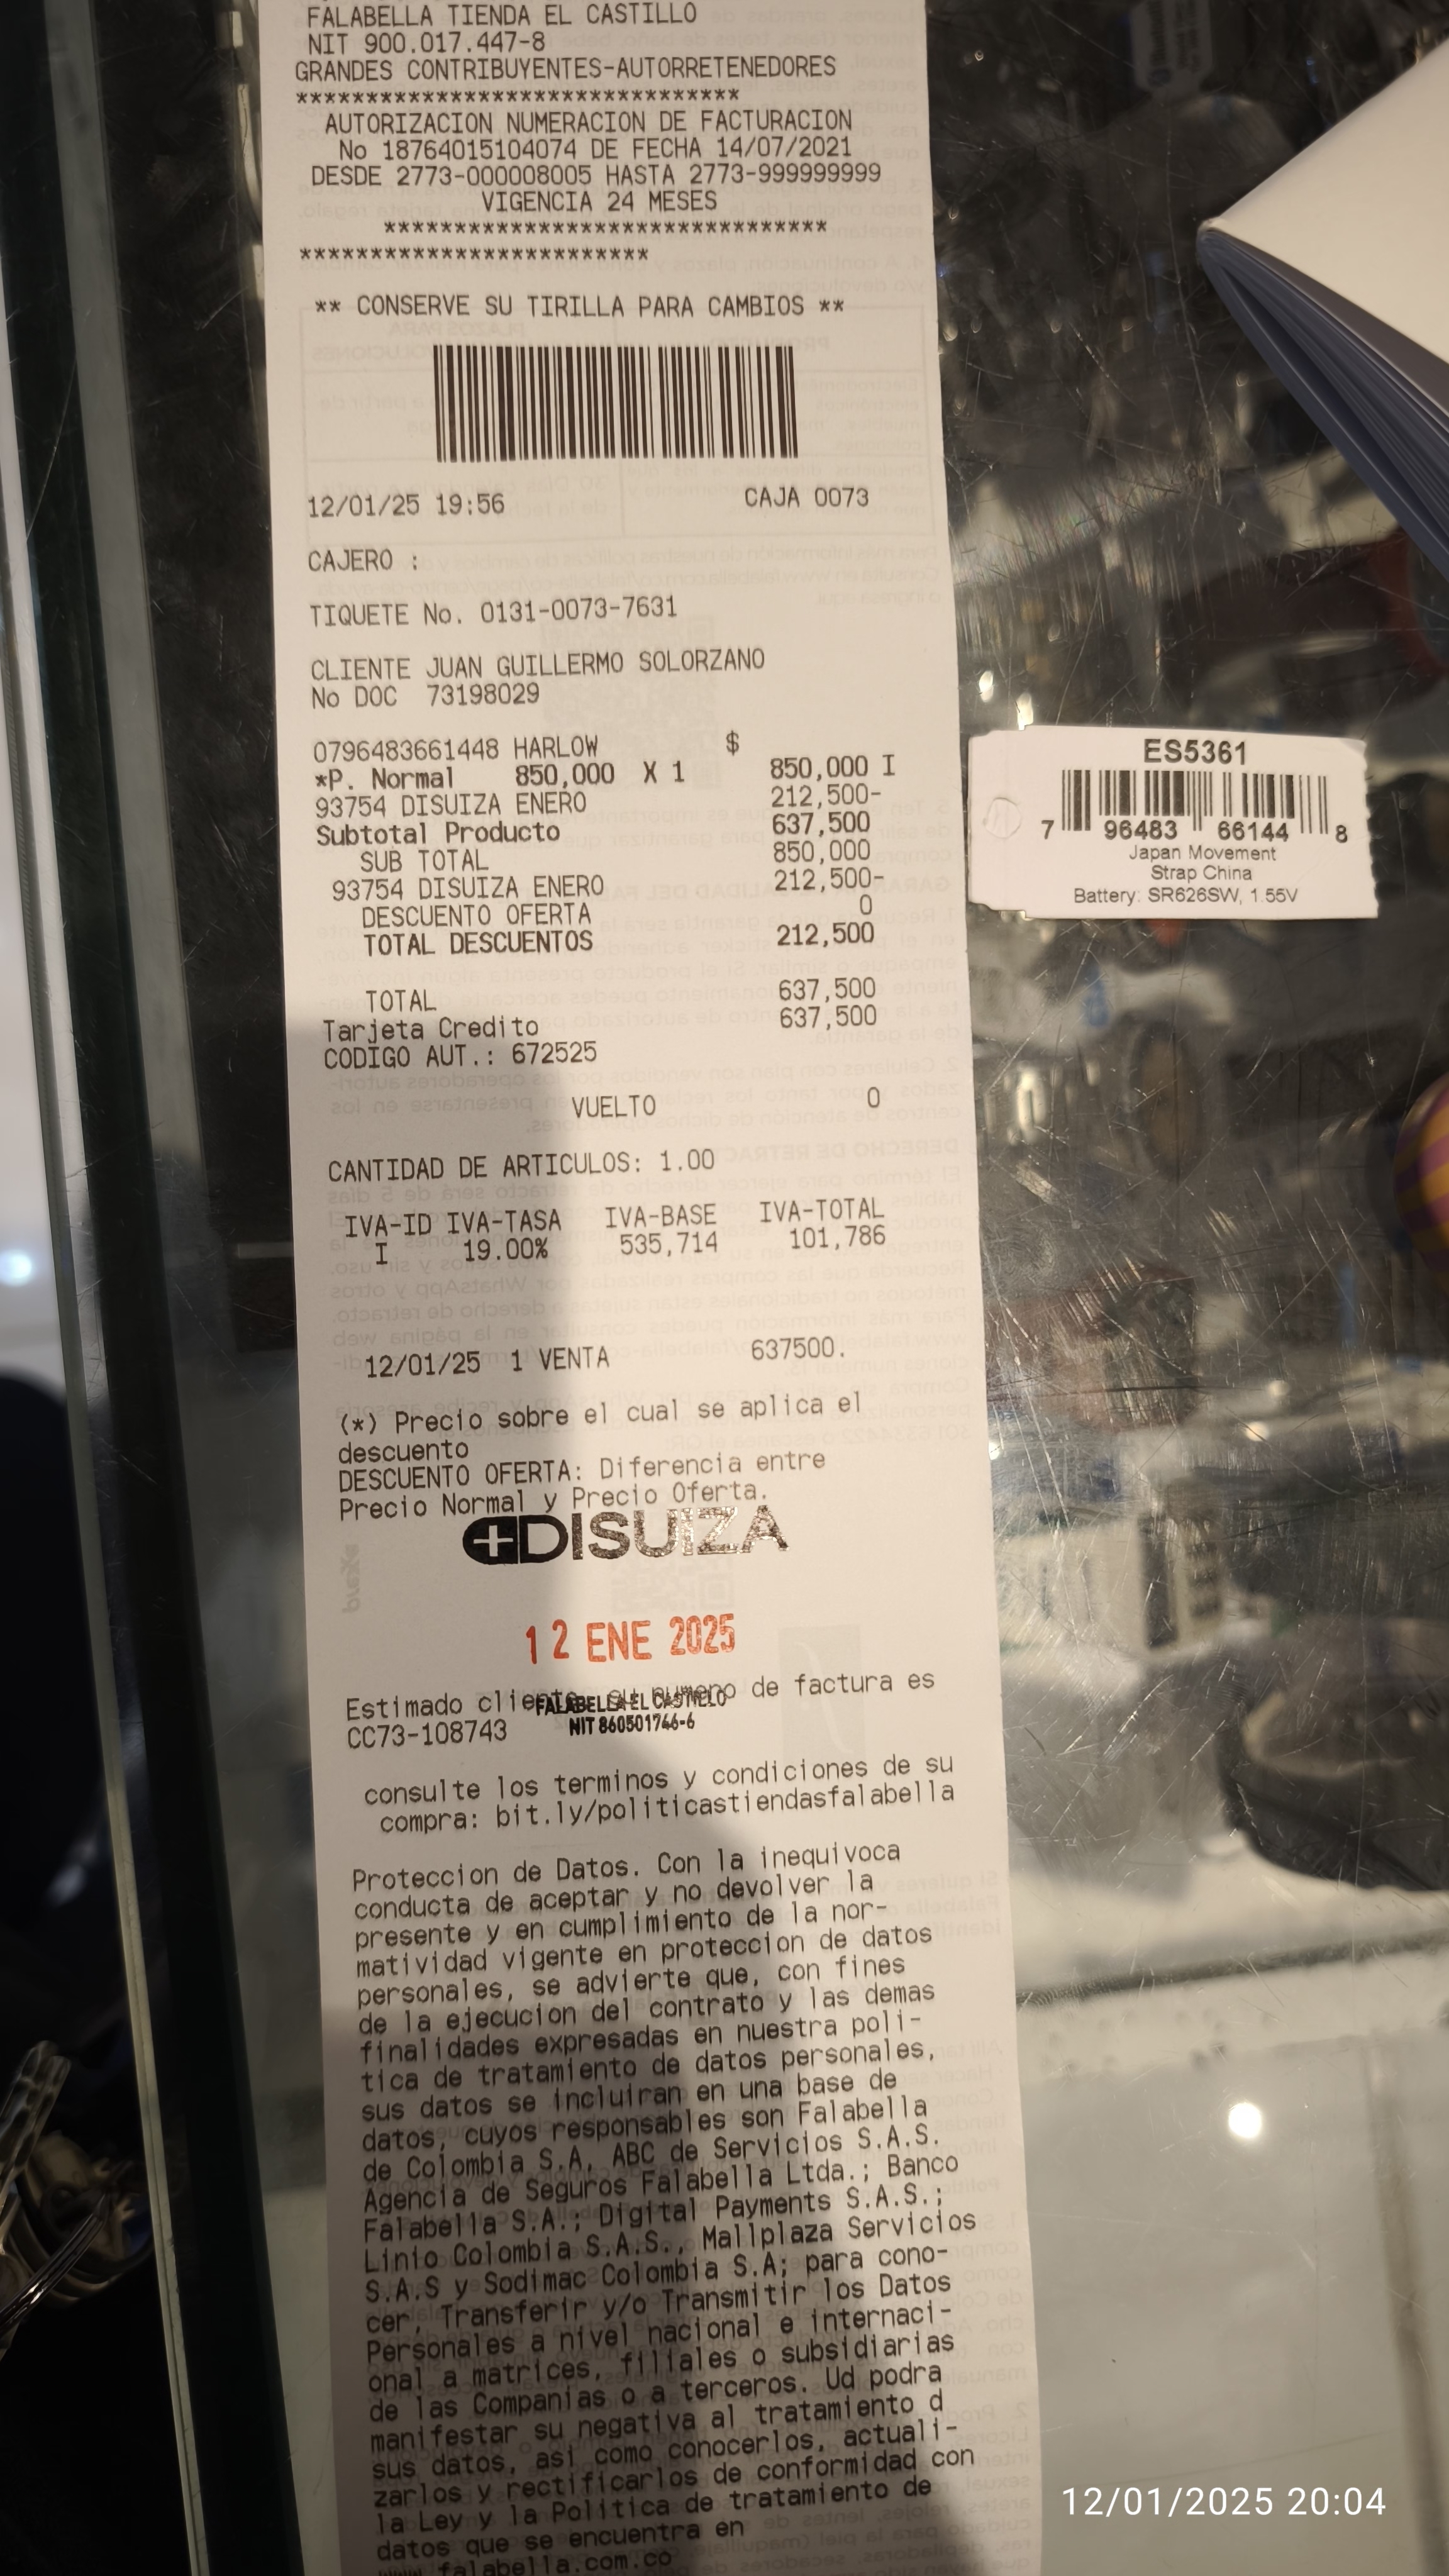 FALABELLA TIENDA EL CASTILLO
NIT 900.017.447-8
GRANDES CONTRIBUYENTES-AUTORRETENEDORES
*******************************
AUTORIZACION NUMERACION DE FACTURACION
No 18764015104074 DE FECHA 14/07/2021
DESDE 2773-000008005 HASTA 2773-999999999
VIGENCIA 24 MESES
*******************************
*************************
** CONSERVE SU TIRILLA PARA CAMBIOS **
12/01/25 19:56 CAJA 0073
CAJERO :
TIQUETE No. 0131-0073-7631
CLIENTE JUAN GUILLERMO SOLORZANO
No DOC 73198029
0796483661448 HARLOW $
*P. Normal 850,000 X 1 850,000 I
93754 DISUIZA ENERO 212,500-
Subtotal Producto 637,500
SUB TOTAL 850,000
93754 DISUIZA ENERO 212,500-
DESCUENTO OFERTA 0
TOTAL DESCUENTOS 212,500
TOTAL 637,500
Tarjeta Credito 637,500
CODIGO AUT.: 672525
VUELTO 0
CANTIDAD DE ARTICULOS: 1.00
IVA-ID IVA-TASA IVA-BASE IVA-TOTAL
I 19.00% 535,714 101,786
12/01/25 1 VENTA 637500.
(*) Precio sobre el cual se aplica el
descuento
DESCUENTO OFERTA: Diferencia entre
Precio Normal y Precio Oferta.
DISUIZA
12 ENE 2025
Estimado cliente, su numero de factura es
FALABELLA EL CASTILLO
CC73-108743
NIT 860501746-6
consulte los terminos y condiciones de su
compra: bit.ly/politicastiendasfalabella
Proteccion de Datos. Con la inequivoca
conducta de aceptar y no devolver la
presente y en cumplimiento de la nor-
matividad vigente en proteccion de datos
personales, se advierte que, con fines
de la ejecucion del contrato y las demas
finalidades expresadas en nuestra poli-
tica de tratamiento de datos personales,
sus datos se incluiran en una base de
datos, cuyos responsables son Falabella
de Colombia S.A, ABC de Servicios S.A.S.
Agencia de Seguros Falabella Ltda.; Banco
Falabella S.A.; Digital Payments S.A.S.;
Linio Colombia S.A.S., Mallplaza Servicios
S.A.S y Sodimac Colombia S.A; para cono-
cer, Transferir y/o Transmitir los Datos
Personales a nivel nacional e internaci-
onal a matrices, filiales o subsidiarias
de las Companias o a terceros. Ud podra
manifestar su negativa al tratamiento d
sus datos, asi como conocerlos, actuali-
zarlos y rectificarlos de conformidad con
la Ley y la Politica de tratamiento de
datos que se encuentra en
www.falabella.com.co
ES5361
7 96483 66144 8
Japan Movement
Strap China
Battery: SR626SW, 1.55V
12/01/2025 20:04